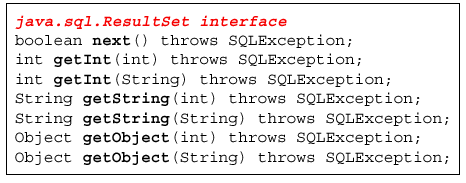 java.sql.ResultSet interface
boolean next() throws SQLException;
int getInt(int) throws SQLException;
int getInt(String) throws SQLException;
String getString(int) throws SQLException;
String getString(String) throws SQLException;
Object getObject(int) throws SQLException;
Object getObject(String) throws SQLException;